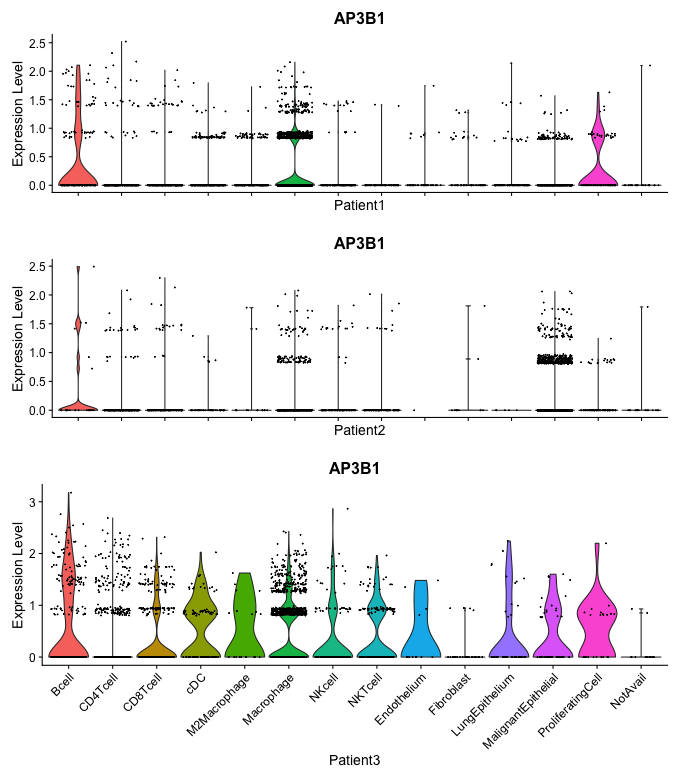 AP3B1
Expression Level
2.5
2.0
1.5
1.0
0.5
0.0
Patient1
AP3B1
Expression Level
2.5
2.0
1.5
1.0
0.5
0.0
Patient2
AP3B1
Expression Level
3
2
1
0
Bcell
CD4Tcell
CD8Tcell
cDC
M2Macrophage
Macrophage
NKcell
NKTcell
Endothelium
Fibroblast
LungEpithelium
MalignantEpithelial
ProliferatingCell
NotAvail
Patient3